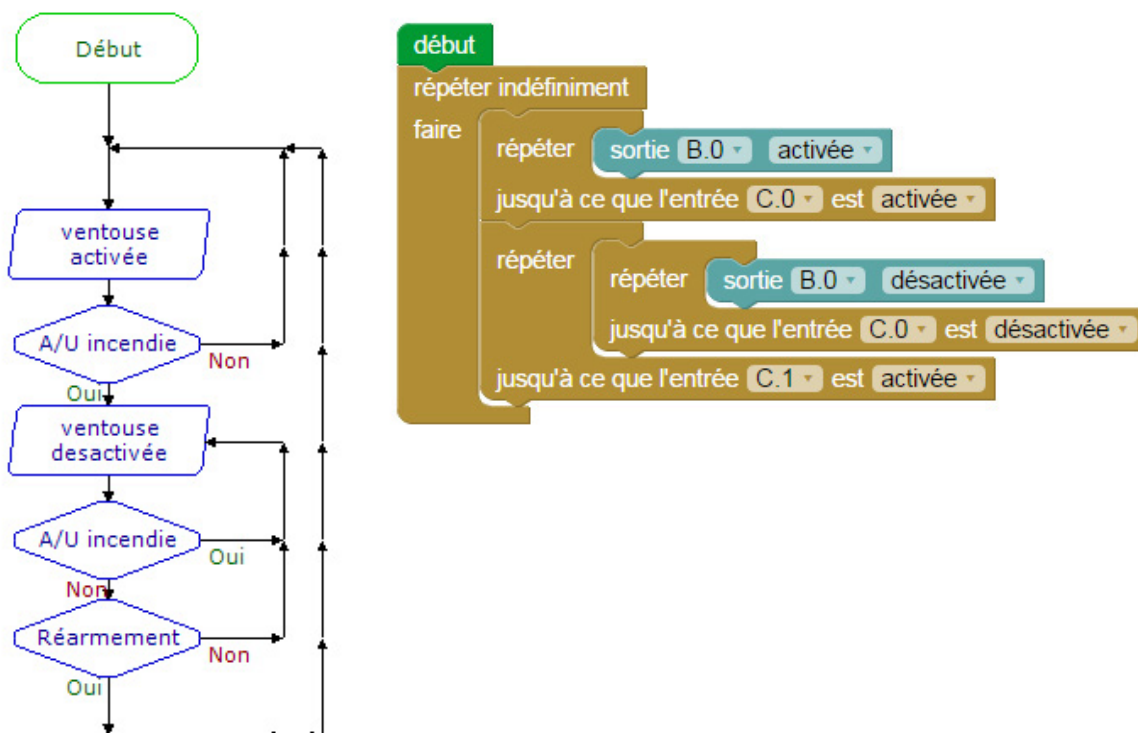 Début
ventouse
activée
A/U incendie
Non
Oui
ventouse
desactivée
A/U incendie
Oui
Non
Réarmement
Non
Oui
début
répéter indéfiniment
faire
répéter sortie B.0 activée
jusqu'à ce que l'entrée C.0 est activée
répéter
répéter sortie B.0 désactivée
jusqu'à ce que l'entrée C.0 est désactivée
jusqu'à ce que l'entrée C.1 est activée